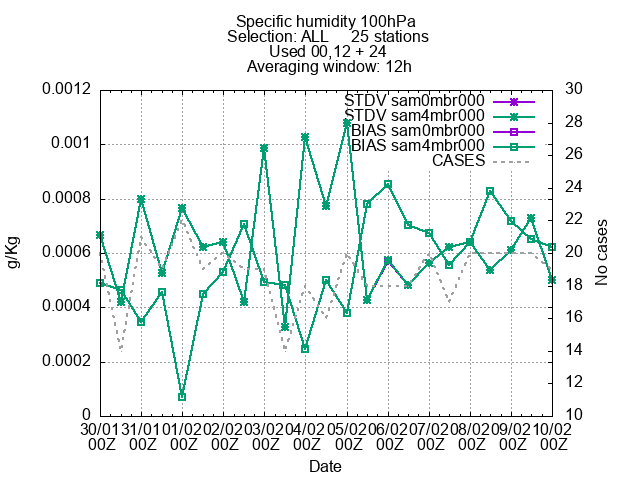 Specific humidity 100hPa
Selection: ALL 25 stations
Used 00,12 + 24
Averaging window: 12h
STDV sam0mbr000
STDV sam4mbr000
BIAS sam0mbr000
BIAS sam4mbr000
CASES
0.0012
0.001
0.0008
0.0006
0.0004
0.0002
0
g/Kg
30
28
26
24
22
20
18
16
14
12
10
No cases
30/01 31/01 01/02 02/02 03/02 04/02 05/02 06/02 07/02 08/02 09/02 10/02
00Z 00Z 00Z 00Z 00Z 00Z 00Z 00Z 00Z 00Z 00Z 00Z
Date